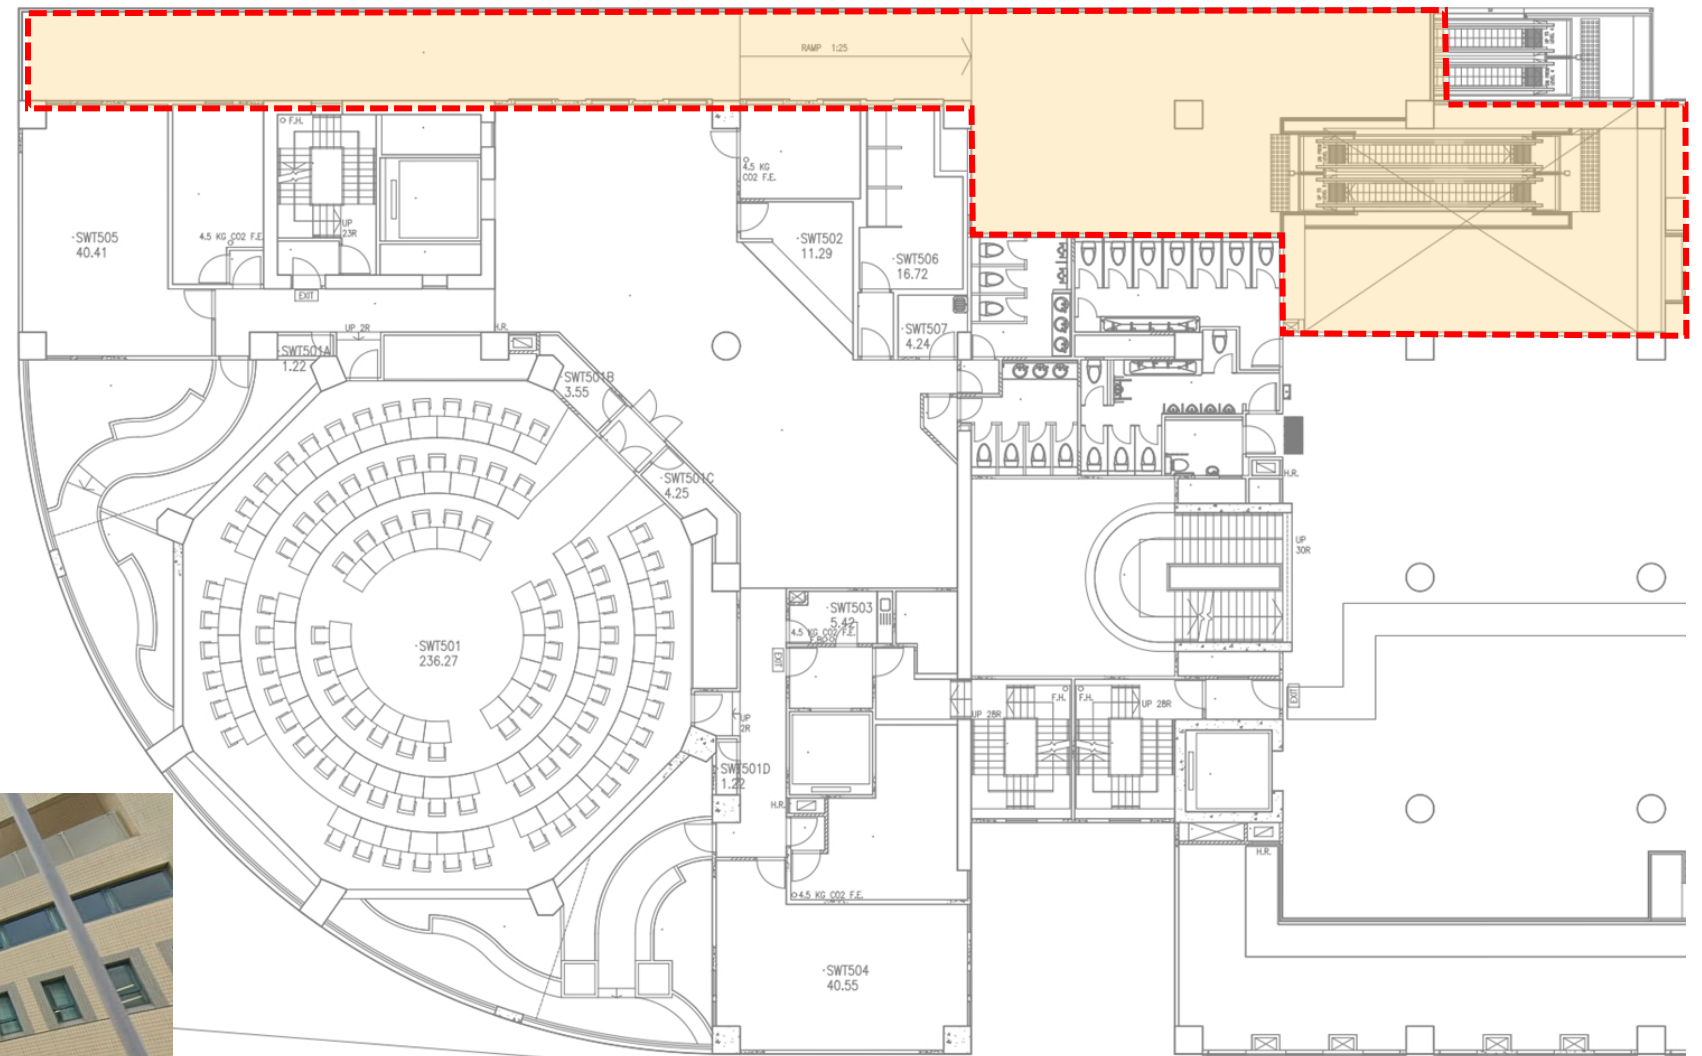 RAMP 1:25
F.H.
4.5 KG
CO2 F.E.
UP
23R
·SWT505
40.41
4.5 KG CO2 F.E.
·SWT502
11.29
·SWT506
16.72
EXIT
UP 2R
H.R.
·SWT507
4.24
·SWT501A
1.22
·SWT501B
3.55
·SWT501C
4.25
H.R.
UP
30R
·SWT503
5.42
4.5 KG CO2 F.E.
EXIT
·SWT501
236.27
F.H.
F.H.
UP 28R
UP 28R
EXIT
UP
2R
·SWT501D
1.22
H.R.
H.R.
4.5 KG CO2 F.E.
·SWT504
40.55